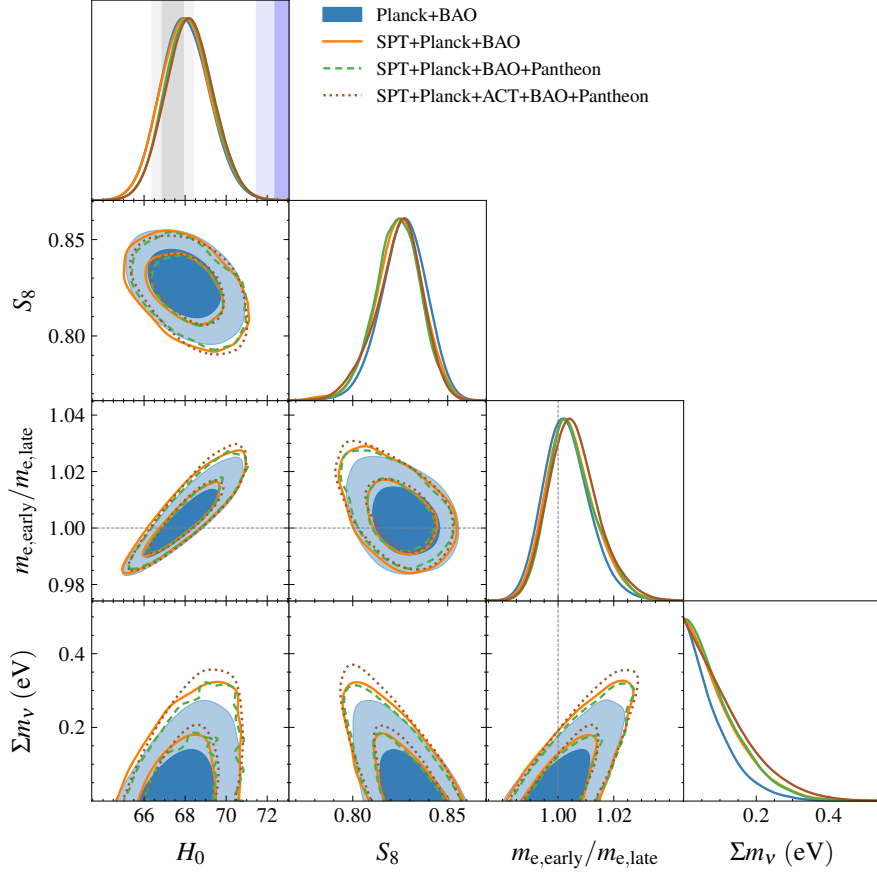 Planck+BAO
SPT+Planck+BAO
SPT+Planck+BAO+Pantheon
SPT+Planck+ACT+BAO+Pantheon
0.85
0.80
S₈
1.04
1.02
1.00
0.98
mₑ,early/mₑ,late
0.4
0.2
Σmν (eV)
66 68 70 72
0.80 0.85
1.00 1.02
0.2 0.4
H₀
S₈
mₑ,early/mₑ,late
Σmν (eV)